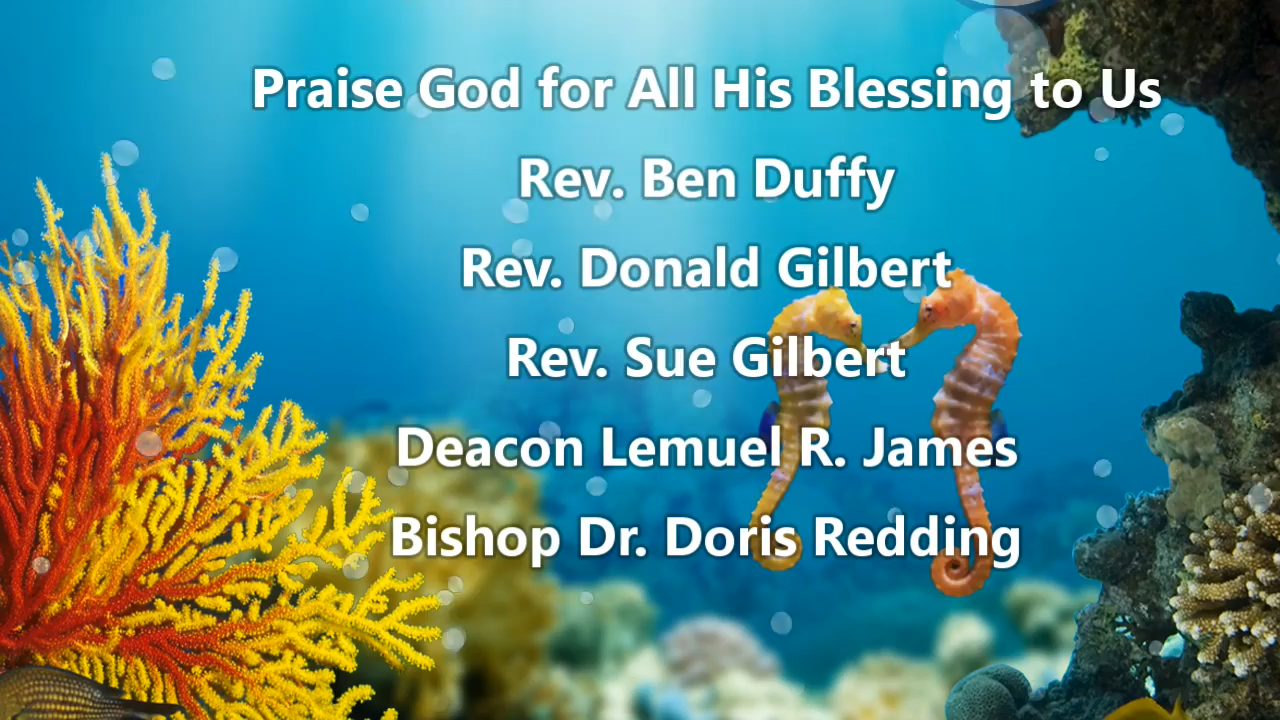 Praise God for All His Blessing to Us
Rev. Ben Duffy
Rev. Donald Gilbert
Rev. Sue Gilbert
Deacon Lemuel R. James
Bishop Dr. Doris Redding